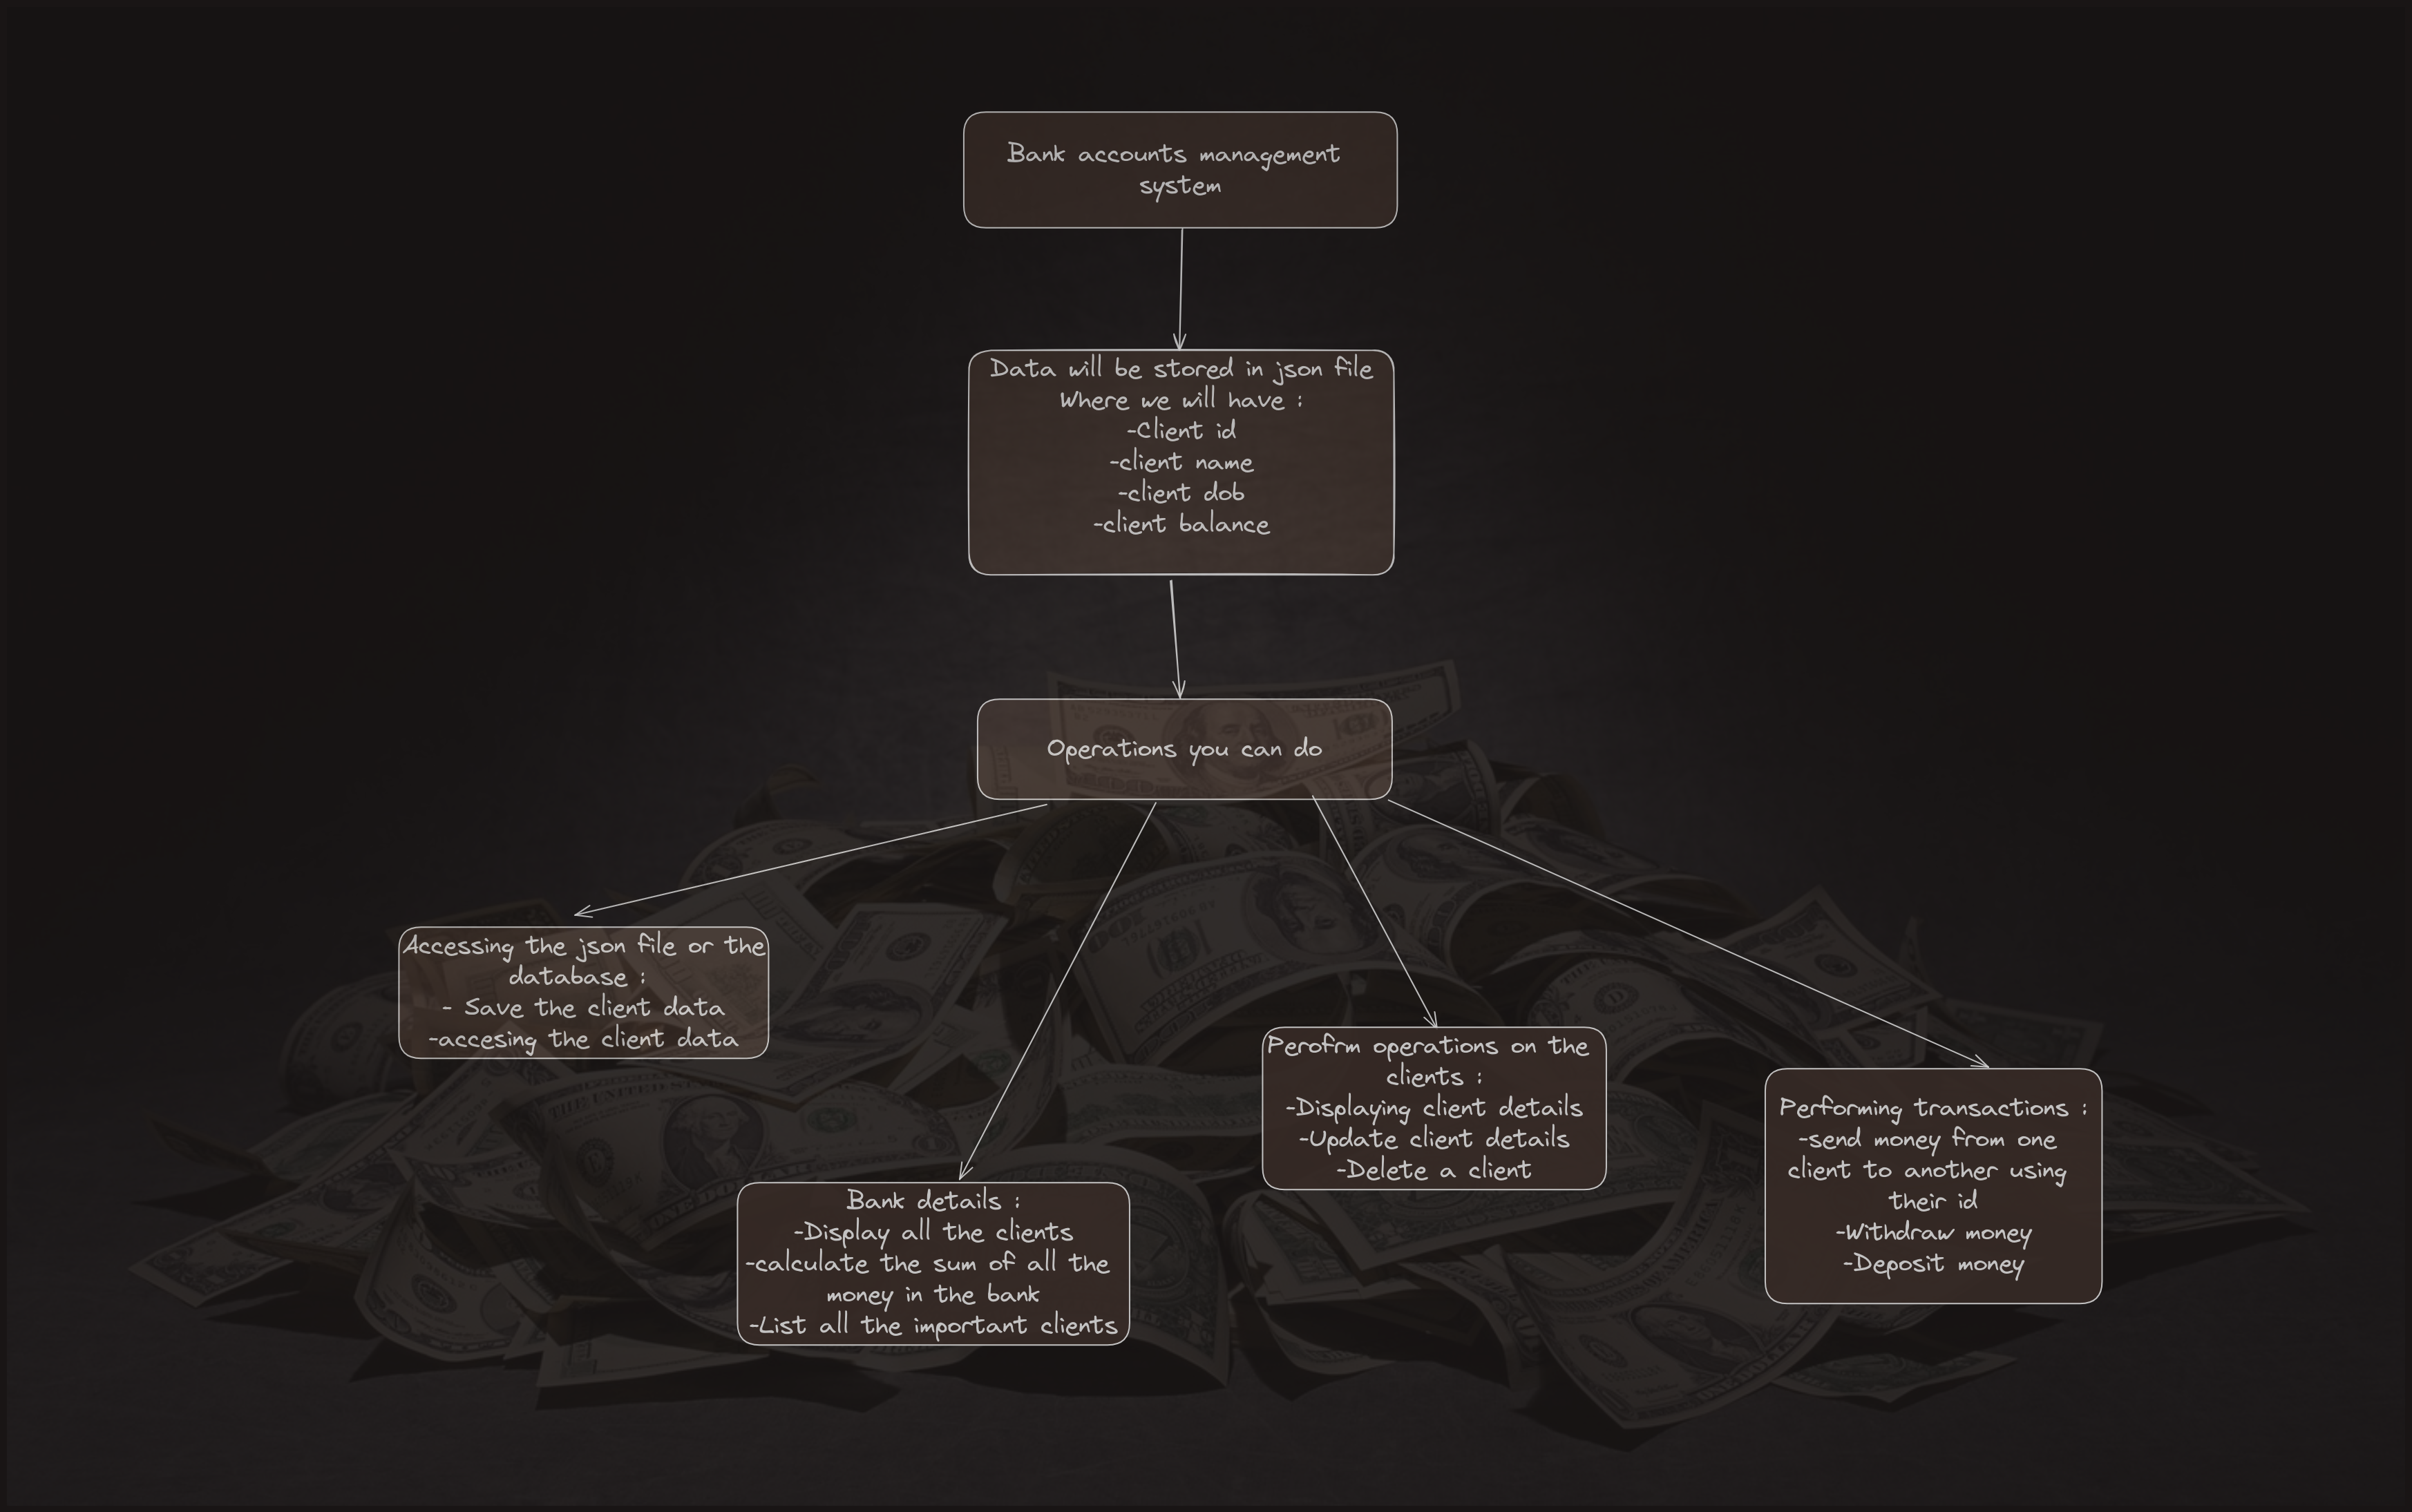 Bank accounts management
system
Data will be stored in json file
Where we will have :
-Client id
-client name
-client dob
-client balance
Operations you can do
Accessing the json file or the
database :
- Save the client data
-accesing the client data
Bank details :
-Display all the clients
-calculate the sum of all the
money in the bank
-List all the important clients
Perofrm operations on the
clients :
-Displaying client details
-Update client details
-Delete a client
Performing transactions :
-send money from one
client to another using
their id
-Withdraw money
-Deposit money